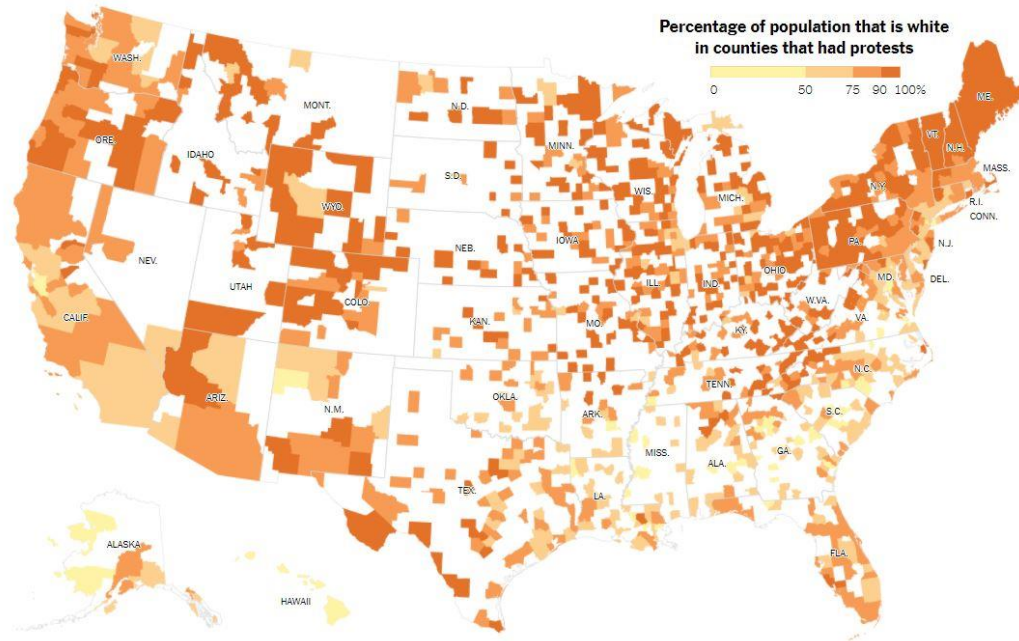 Percentage of population that is white
in counties that had protests
0 50 75 90 100%
WASH.
MONT.
N.D.
MINN.
ME.
VT.
N.H.
ORE.
IDAHO
S.D.
WIS.
MICH.
N.Y.
MASS.
R.I.
CONN.
WYO.
NEB.
IOWA
PA.
N.J.
NEV.
UTAH
COLO.
ILL.
IND.
OHIO
MD.
DEL.
W.VA.
VA.
CALIF.
KAN.
MO.
KY.
N.C.
TENN.
ARIZ.
N.M.
OKLA.
ARK.
S.C.
MISS.
ALA.
GA.
TEX.
LA.
FLA.
ALASKA
HAWAII